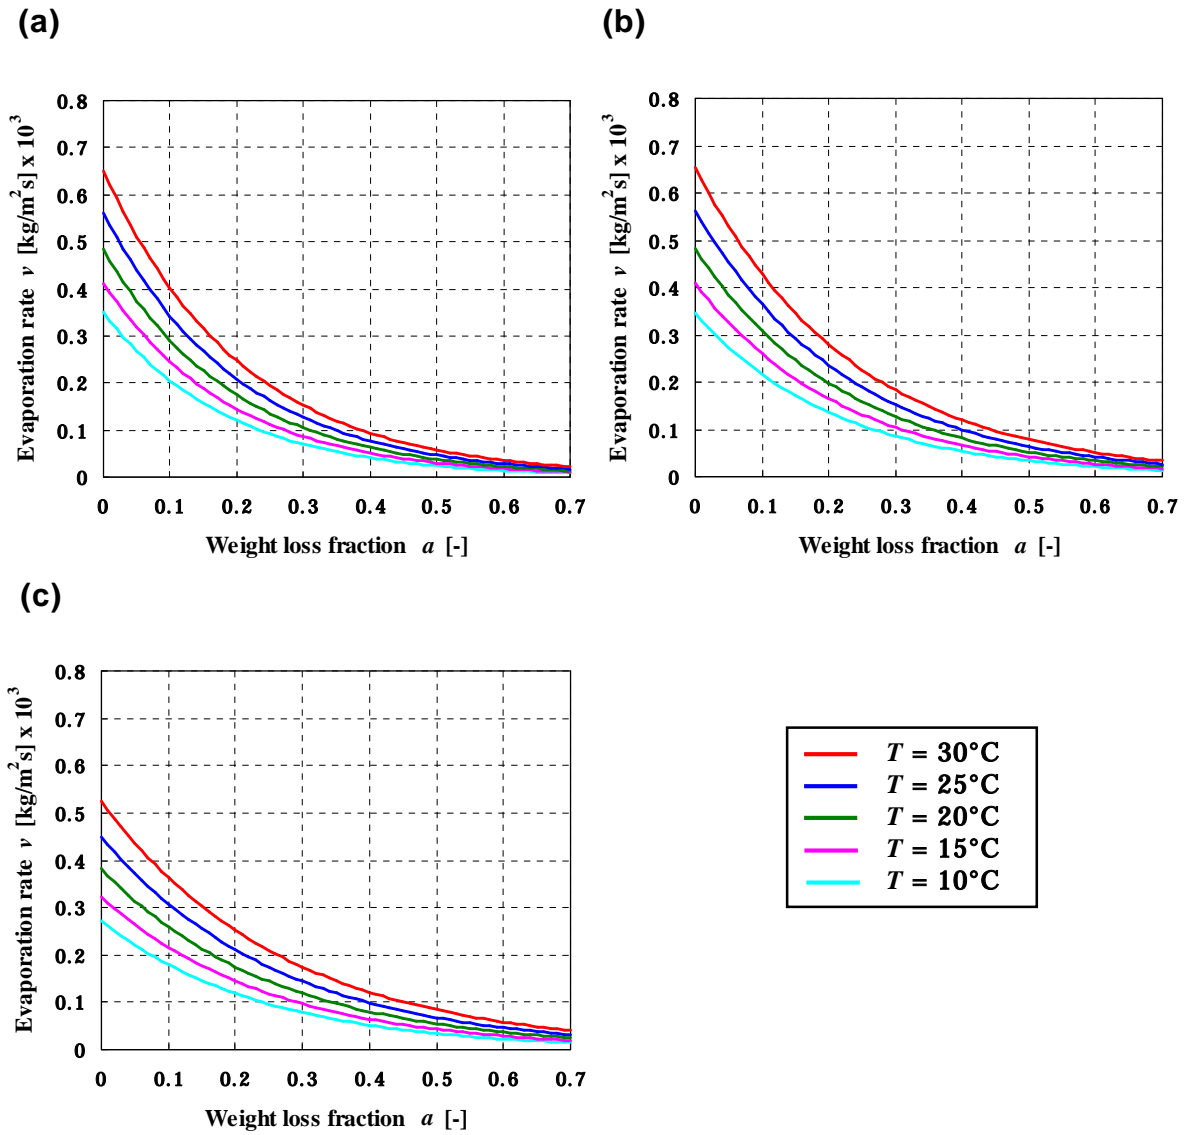 (a)
0.8
0.7
0.6
0.5
0.4
0.3
0.2
0.1
0
Evaporation rate v [kg/m²s] x 10³
0 0.1 0.2 0.3 0.4 0.5 0.6 0.7
Weight loss fraction a [-]
(b)
0.8
0.7
0.6
0.5
0.4
0.3
0.2
0.1
0
Evaporation rate v [kg/m²s] x 10³
0 0.1 0.2 0.3 0.4 0.5 0.6 0.7
Weight loss fraction a [-]
(c)
0.8
0.7
0.6
0.5
0.4
0.3
0.2
0.1
0
Evaporation rate v [kg/m²s] x 10³
0 0.1 0.2 0.3 0.4 0.5 0.6 0.7
Weight loss fraction a [-]
T = 30°C
T = 25°C
T = 20°C
T = 15°C
T = 10°C